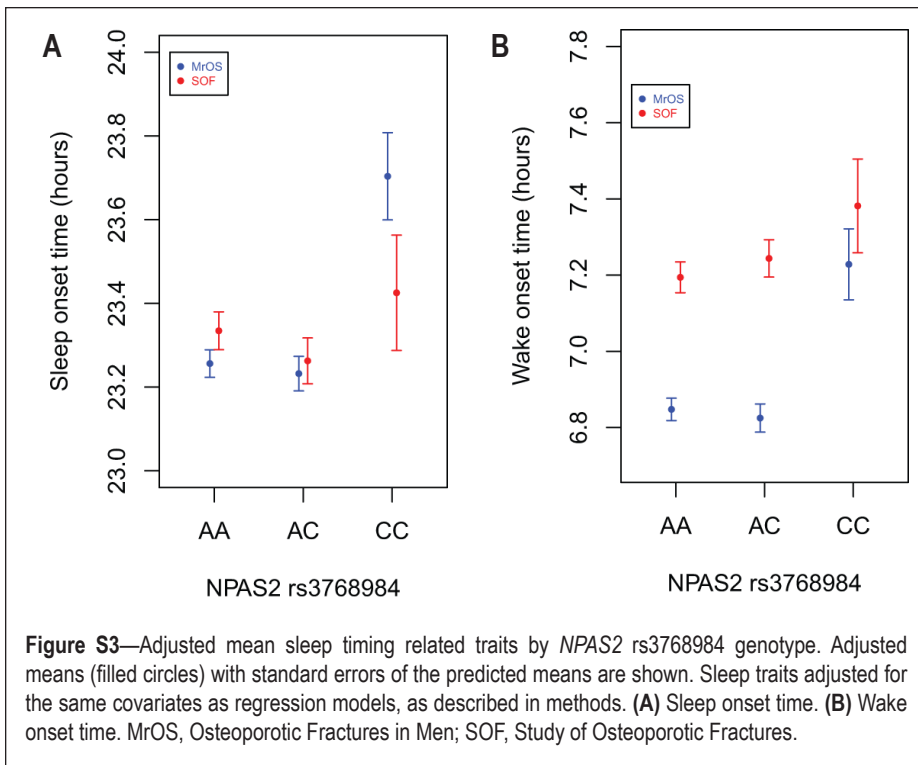 A
Sleep onset time (hours)
24.0
23.8
23.6
23.4
23.2
23.0
MrOS
SOF
AA AC CC
NPAS2 rs3768984
B
Wake onset time (hours)
7.8
7.6
7.4
7.2
7.0
6.8
MrOS
SOF
AA AC CC
NPAS2 rs3768984
Figure S3—Adjusted mean sleep timing related traits by NPAS2 rs3768984 genotype. Adjusted
means (filled circles) with standard errors of the predicted means are shown. Sleep traits adjusted for
the same covariates as regression models, as described in methods. (A) Sleep onset time. (B) Wake
onset time. MrOS, Osteoporotic Fractures in Men; SOF, Study of Osteoporotic Fractures.